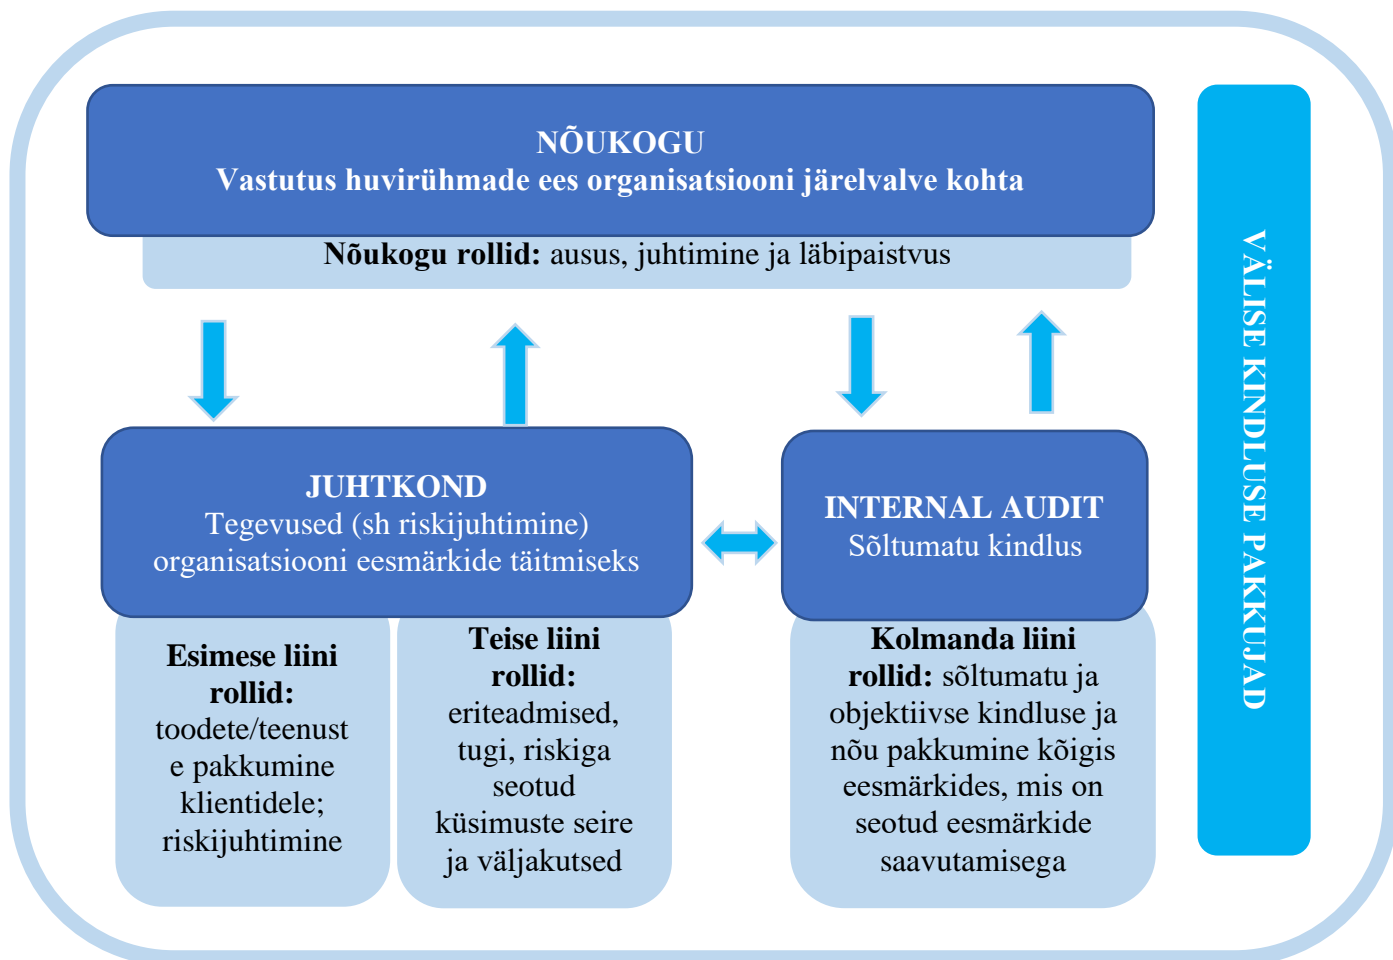 NÕUKOGU
Vastutus huvirühmade ees organisatsiooni järelvalve kohta
Nõukogu rollid: ausus, juhtimine ja läbipaistvus
JUHTKOND
Tegevused (sh riskijuhtimine)
organisatsiooni eesmärkide täitmiseks
INTERNAL AUDIT
Sõltumatu kindlus
Esimese liini
rollid:
toodete/teenust
e pakkumine
klientidele;
riskijuhtimine
Teise liini
rollid:
eriteadmised,
tugi, riskiga
seotud
küsimuste seire
ja väljakutsed
Kolmanda liini
rollid: sõltumatu ja
objektiivse kindluse ja
nõu pakkumine kõigis
eesmärkides, mis on
seotud eesmärkide
saavutamisega
VÄLISE KINDLUSE PAKKUJAD